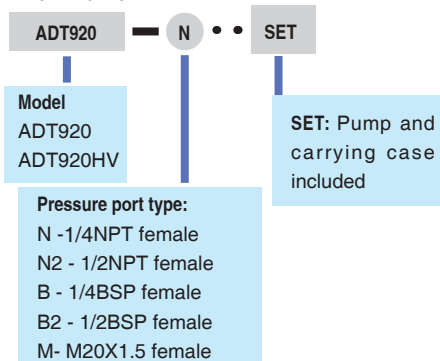 ADT920 — N • • SET
Model
ADT920
ADT920HV
SET: Pump and
carrying case
included
Pressure port type:
N -1/4NPT female
N2 - 1/2NPT female
B - 1/4BSP female
B2 - 1/2BSP female
M- M20X1.5 female